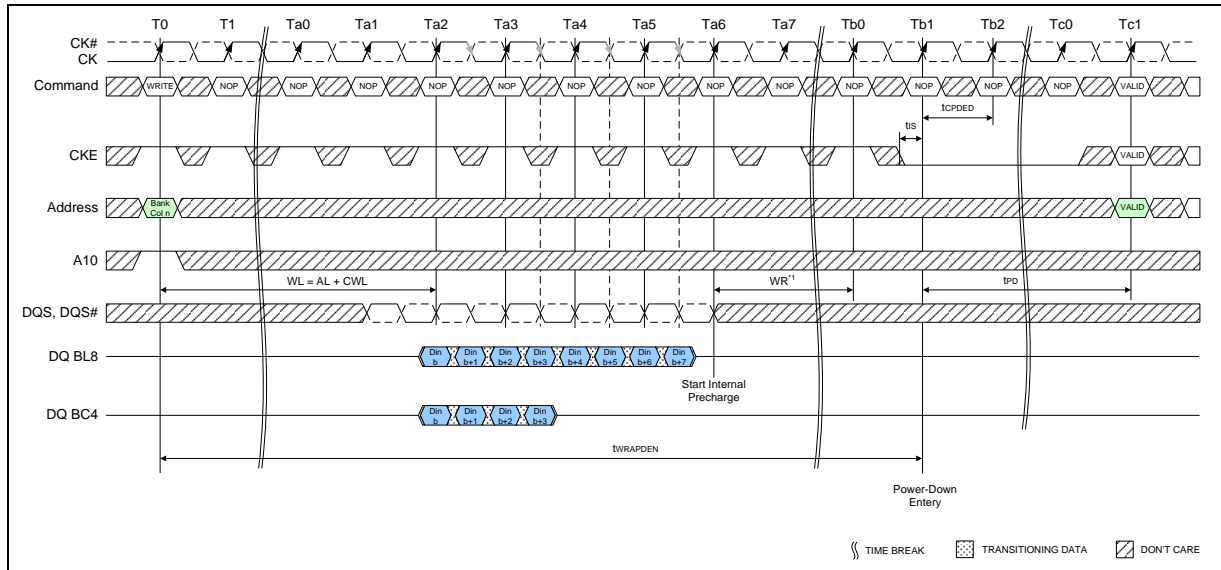 T0 T1 Ta0 Ta1 Ta2 Ta3 Ta4 Ta5 Ta6 Ta7 Tb0 Tb1 Tb2 Tc0 Tc1
CK#
CK
Command WRITE NOP NOP NOP NOP NOP NOP NOP NOP NOP NOP NOP NOP NOP VALID
tCPDED
tIS
CKE VALID
Address Bank Col n VALID
A10
WL = AL + CWL WR*1 tPD
DQS, DQS#
DQ BL8 Din b Din b+1 Din b+2 Din b+3 Din b+4 Din b+5 Din b+6 Din b+7
Start Internal
Precharge
DQ BC4 Din b Din b+1 Din b+2 Din b+3
tWRAPDEN
Power-Down
Entery
TIME BREAK TRANSITIONING DATA DON'T CARE